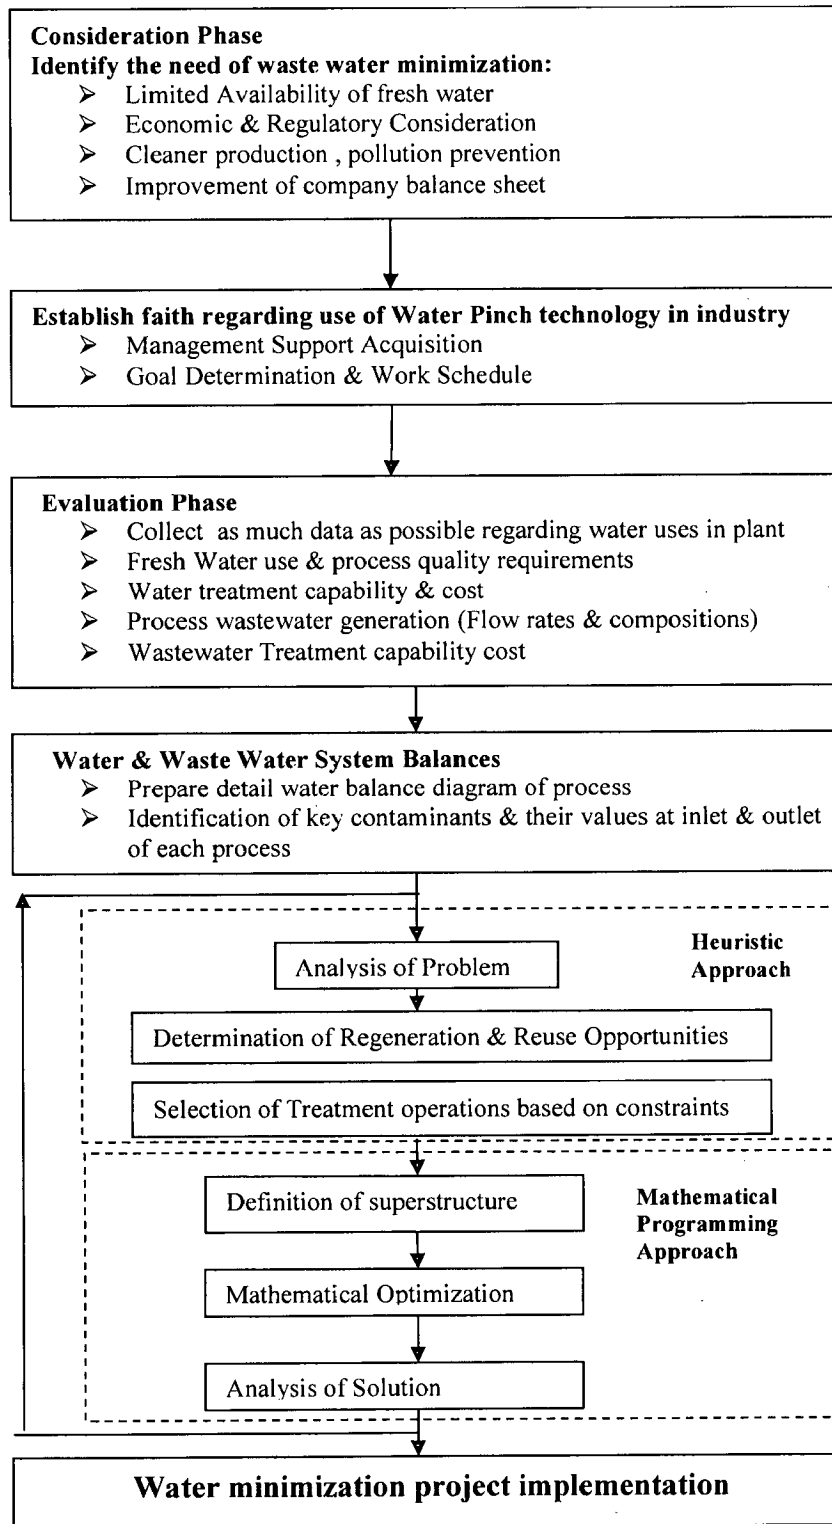 Consideration Phase
Identify the need of waste water minimization:
➢ Limited Availability of fresh water
➢ Economic & Regulatory Consideration
➢ Cleaner production , pollution prevention
➢ Improvement of company balance sheet
Establish faith regarding use of Water Pinch technology in industry
➢ Management Support Acquisition
➢ Goal Determination & Work Schedule
Evaluation Phase
➢ Collect as much data as possible regarding water uses in plant
➢ Fresh Water use & process quality requirements
➢ Water treatment capability & cost
➢ Process wastewater generation (Flow rates & compositions)
➢ Wastewater Treatment capability cost
Water & Waste Water System Balances
➢ Prepare detail water balance diagram of process
➢ Identification of key contaminants & their values at inlet & outlet
of each process
Heuristic
Approach
Analysis of Problem
Determination of Regeneration & Reuse Opportunities
Selection of Treatment operations based on constraints
Definition of superstructure
Mathematical
Programming
Approach
Mathematical Optimization
Analysis of Solution
Water minimization project implementation